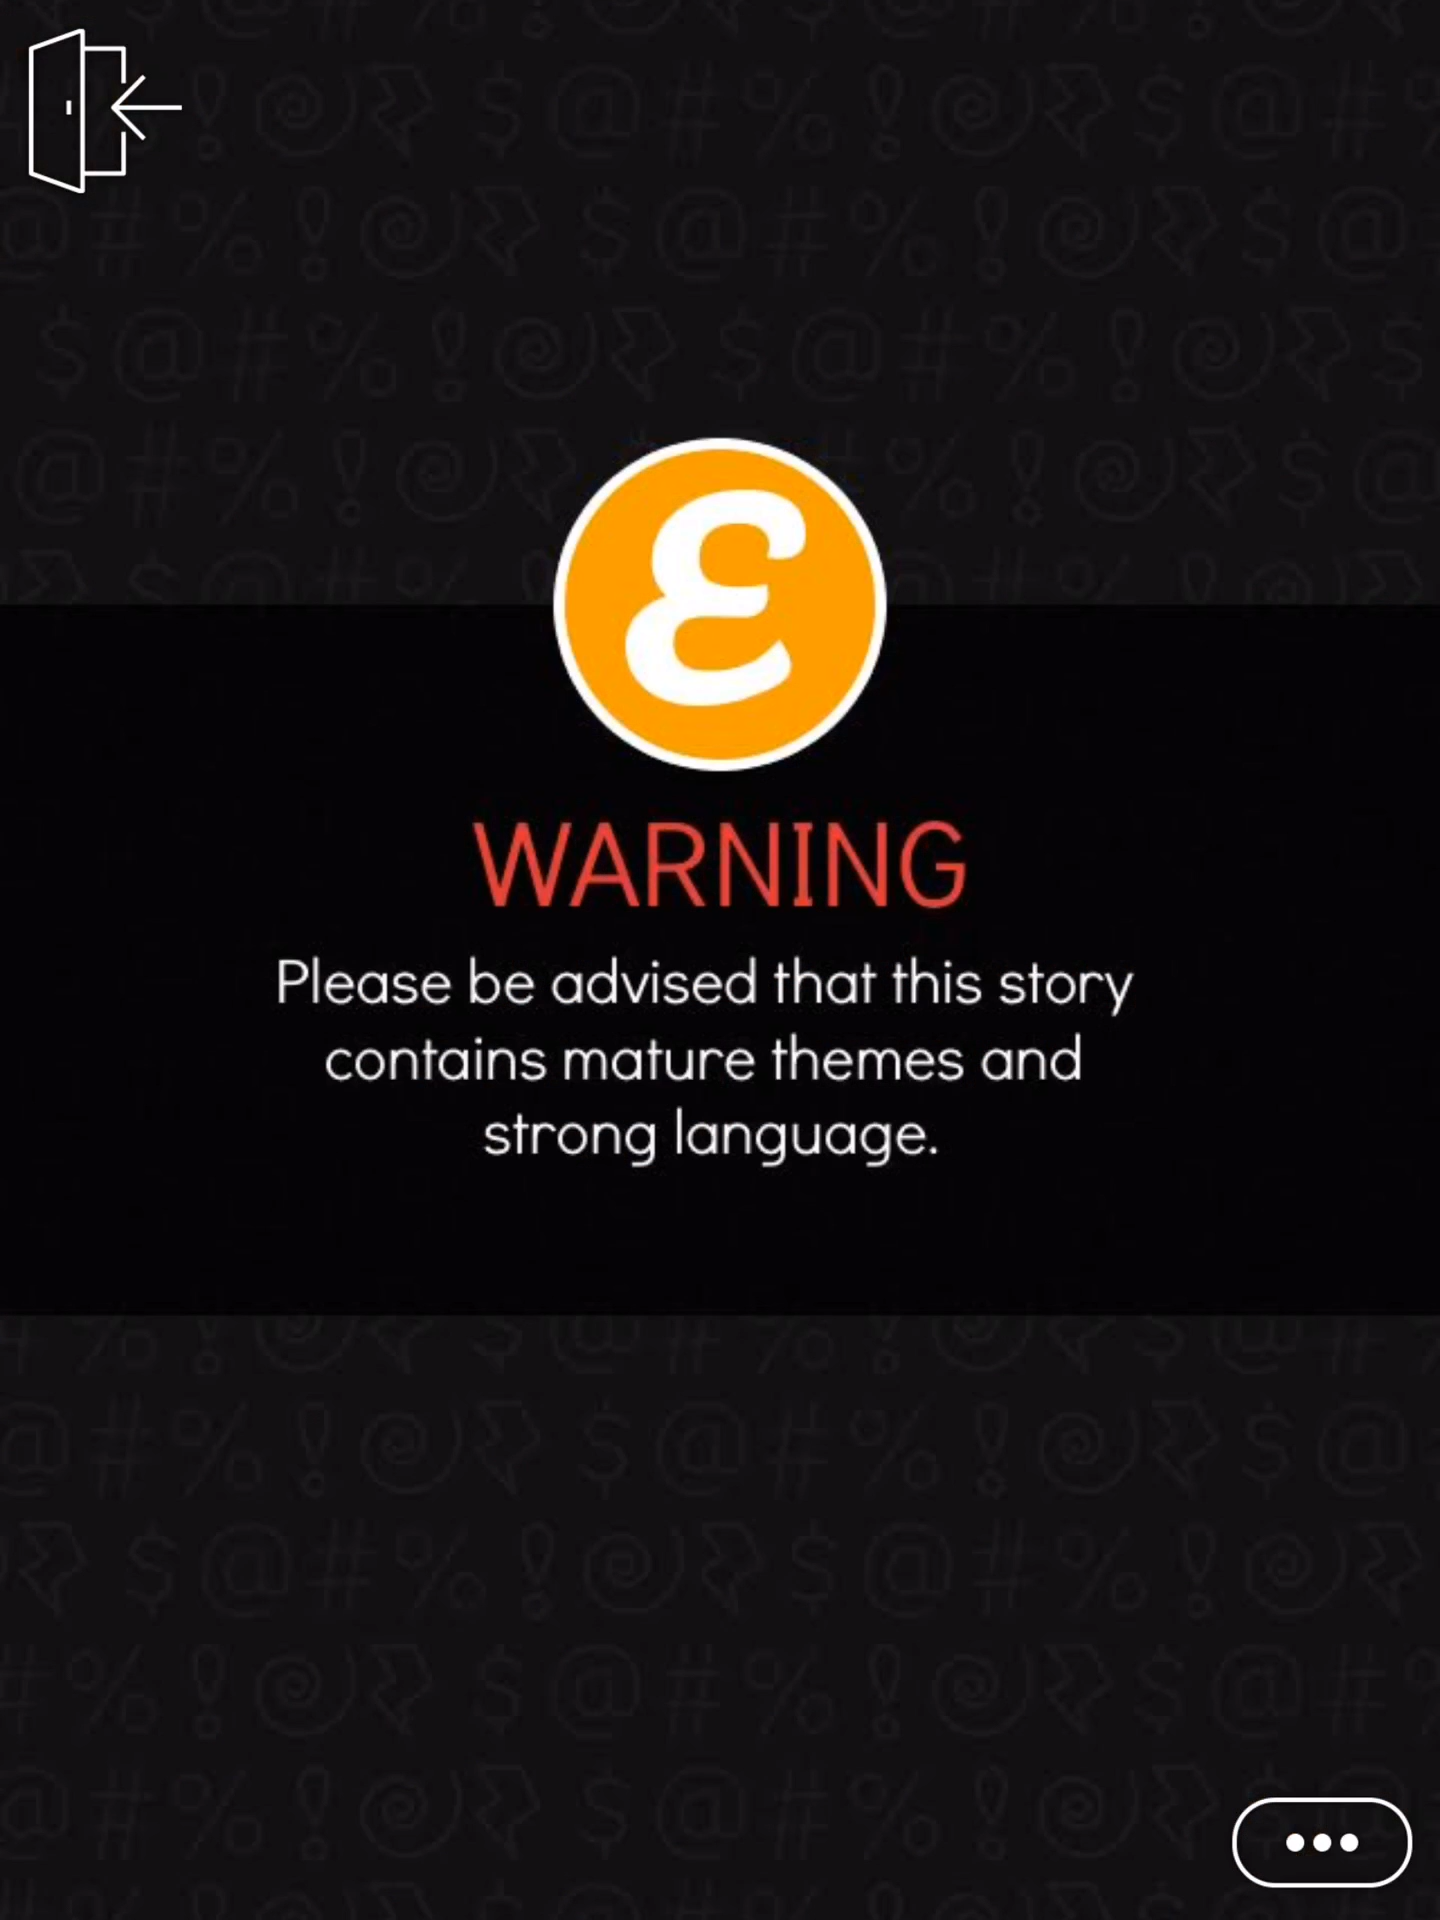 ε
WARNING
Please be advised that this story
contains mature themes and
strong language.